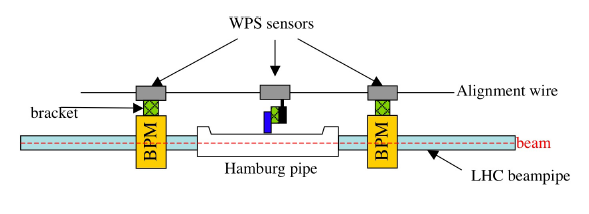 WPS sensors
Alignment wire
bracket
BPM
BPM
beam
Hamburg pipe
LHC beampipe